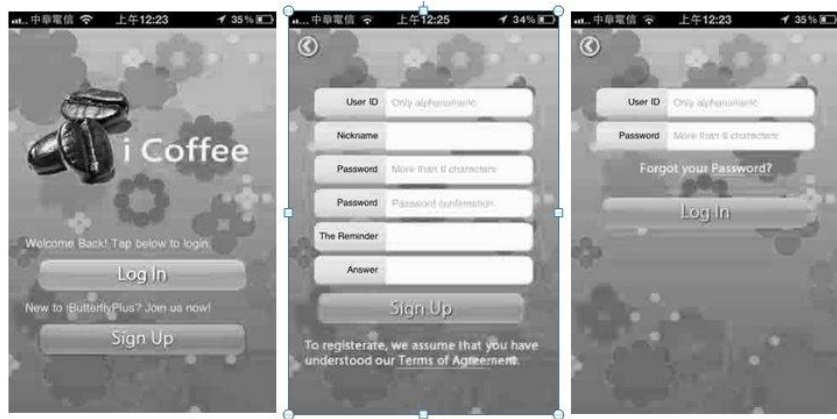 中華電信 上午12:23 35%
i Coffee
Welcome Back! Tap below to login.
Log In
New to iButterflyPlus? Join us now!
Sign Up
中華電信 上午12:25 34%
User ID Only alphanumeric
Nickname
Password More than 6 characters
Password Password confirmation
The Reminder
Answer
Sign Up
To registerate, we assume that you have
understood our Terms of Agreement.
中華電信 上午12:23 35%
User ID Only alphanumeric
Password More than 6 characters
Forgot your Password?
Log In